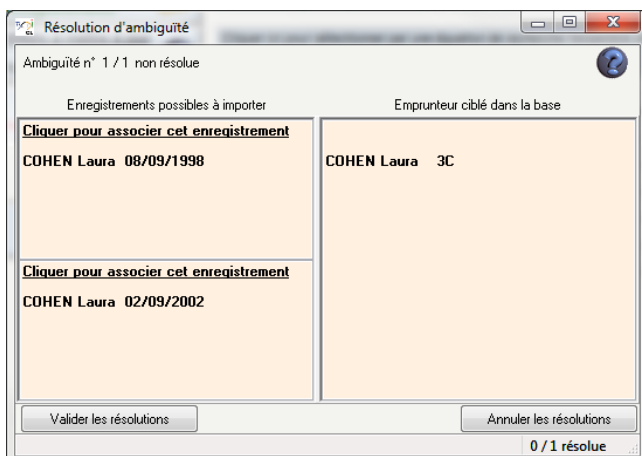 Résolution d'ambiguïté
Ambiguïté n° 1 / 1 non résolue
Enregistrements possibles à importer
Emprunteur ciblé dans la base
Cliquer pour associer cet enregistrement
COHEN Laura 08/09/1998
COHEN Laura 3C
Cliquer pour associer cet enregistrement
COHEN Laura 02/09/2002
Valider les résolutions
Annuler les résolutions
0 / 1 résolue